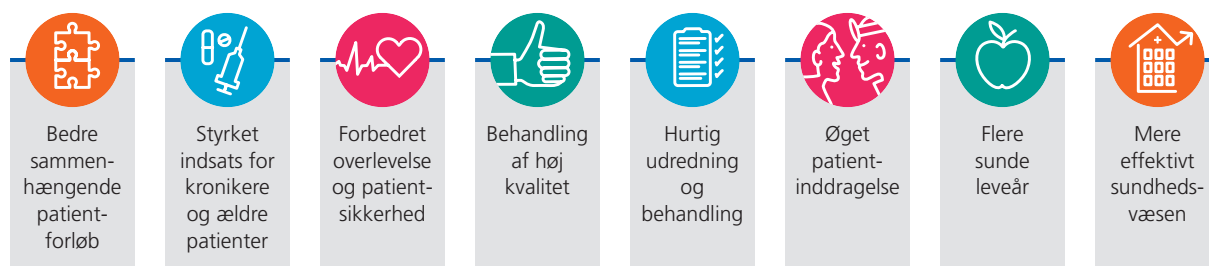 Bedre
sammen-
hængende
patient-
forløb
Styrket
indsats for
kronikere
og ældre
patienter
Forbedret
overlevelse
og patient-
sikkerhed
Behandling
af høj
kvalitet
Hurtig
udredning
og
behandling
Øget
patient-
inddragelse
Flere
sunde
leveår
Mere
effektivt
sundheds-
væsen